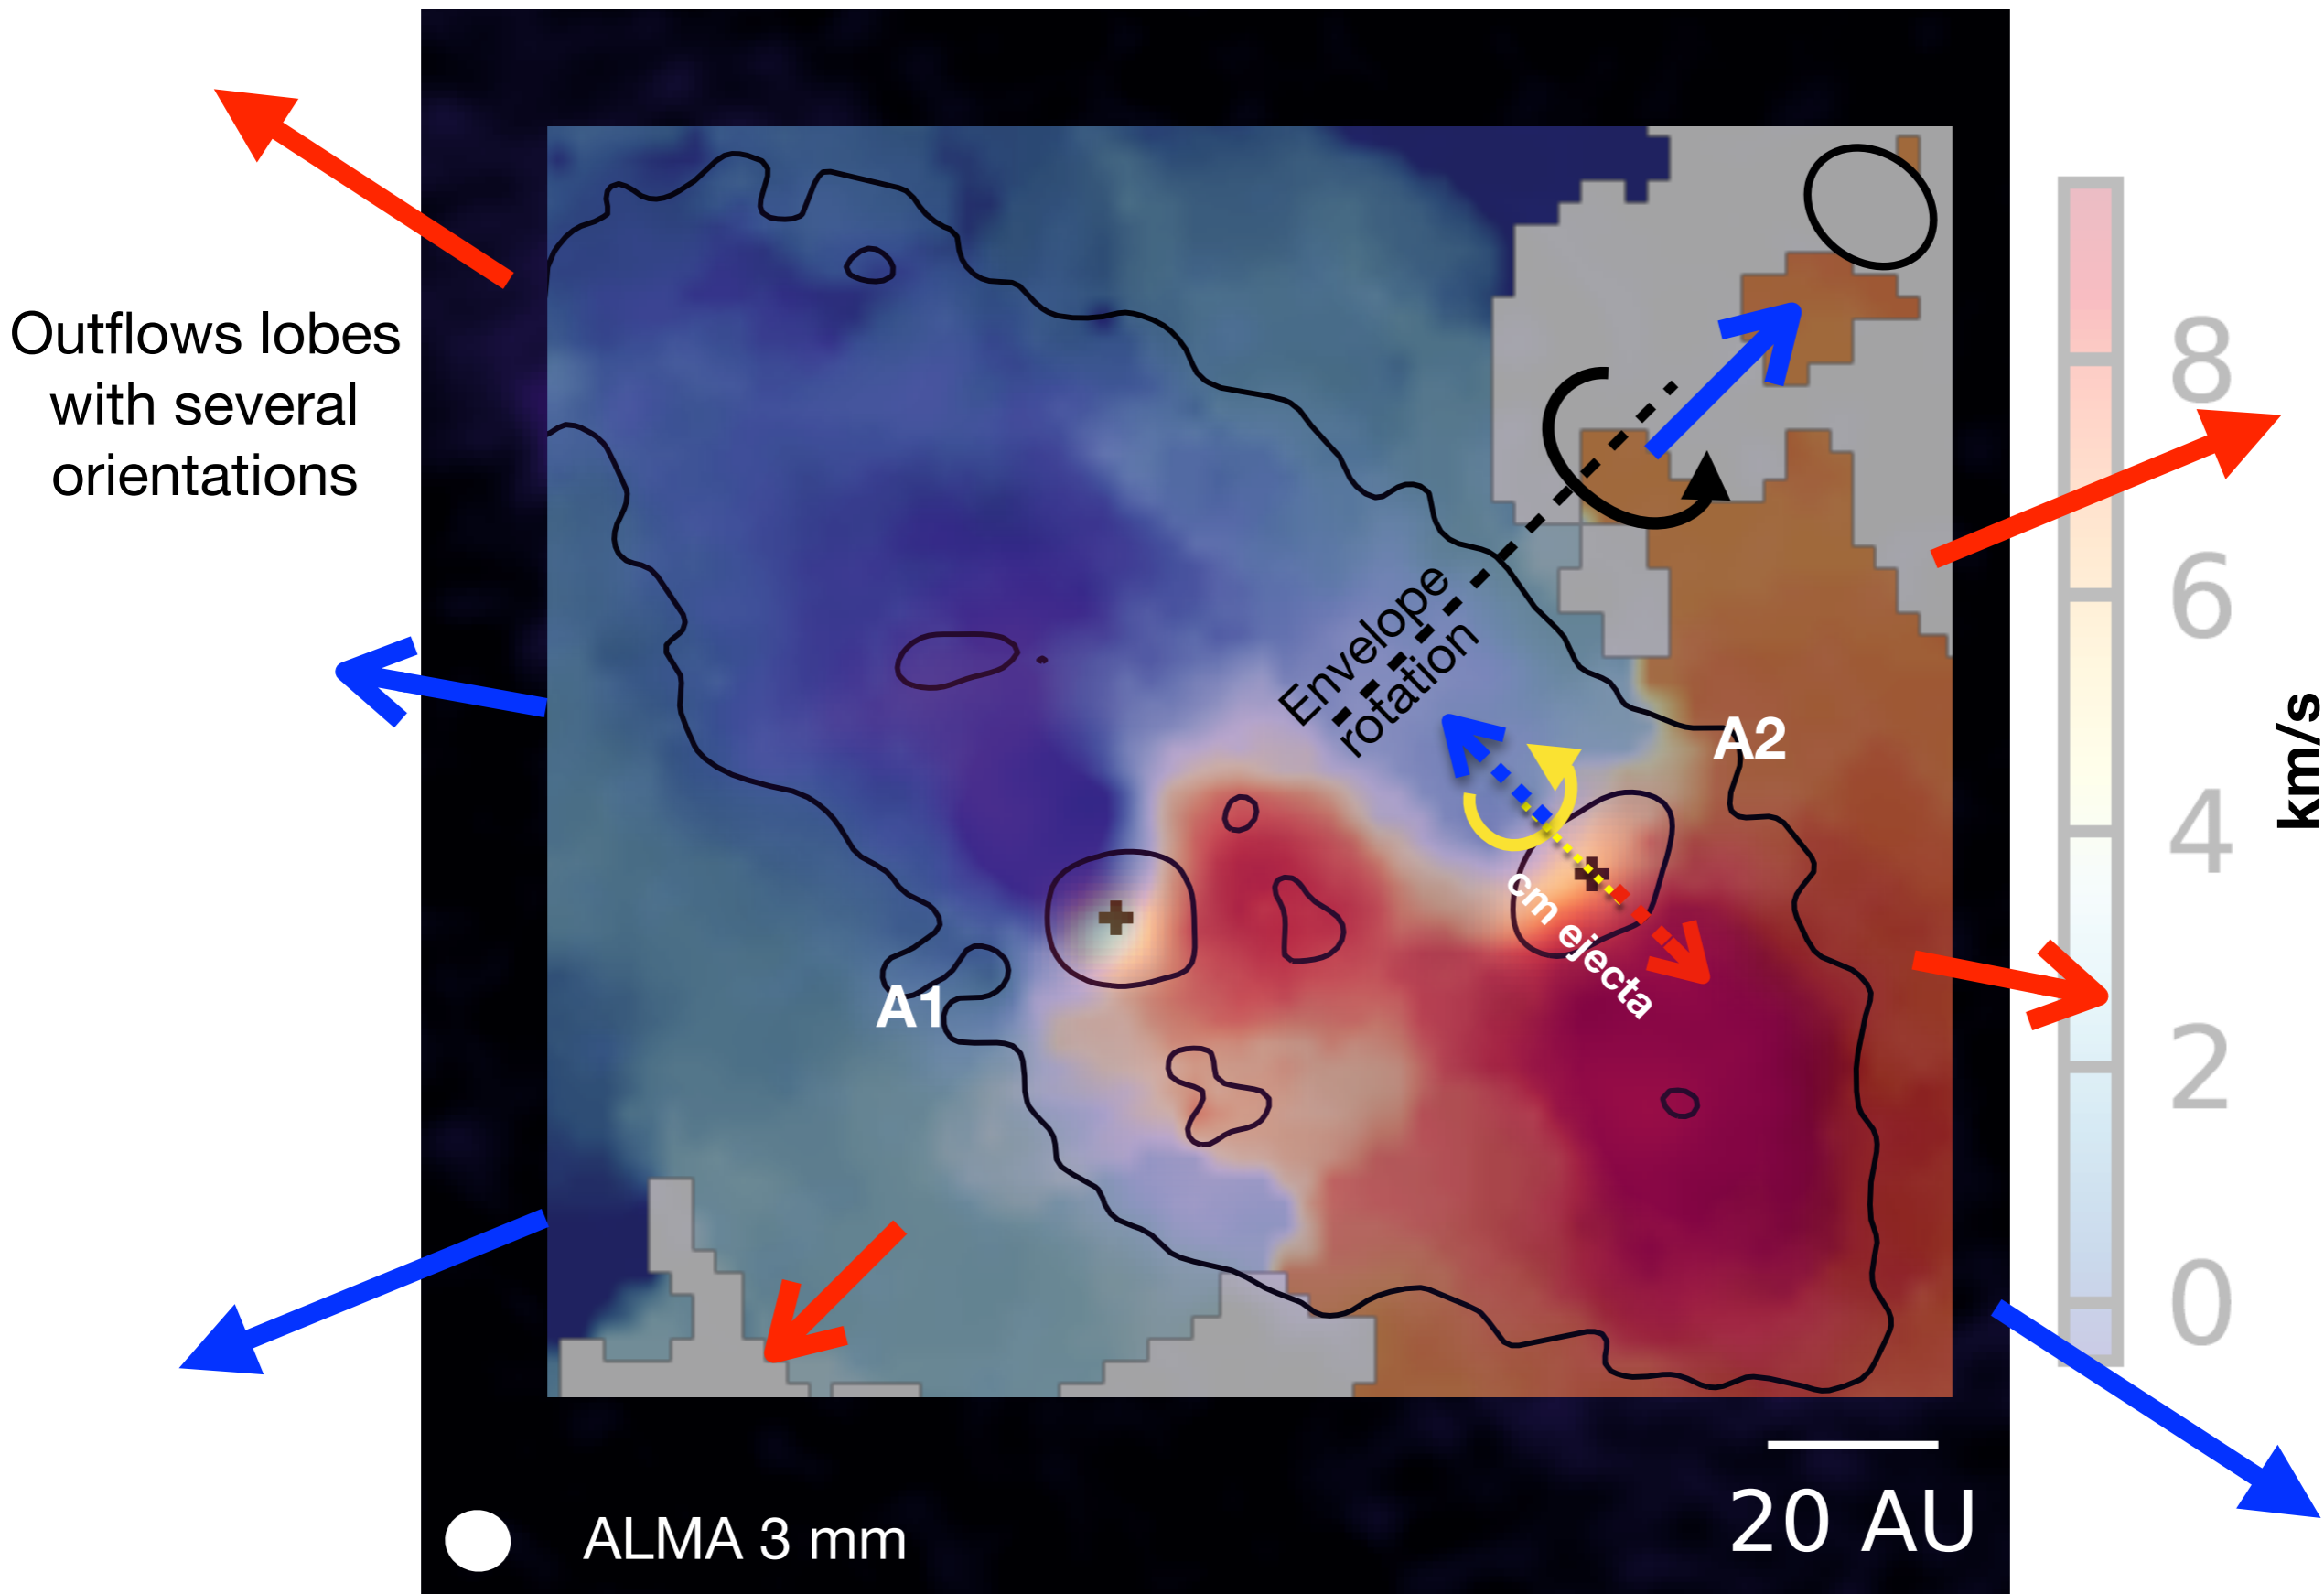 Outflows lobes
with several
orientations
Envelope
rotation
A2
cm ejecta
A1
8
6
4
2
0
km/s
20 AU
ALMA 3 mm